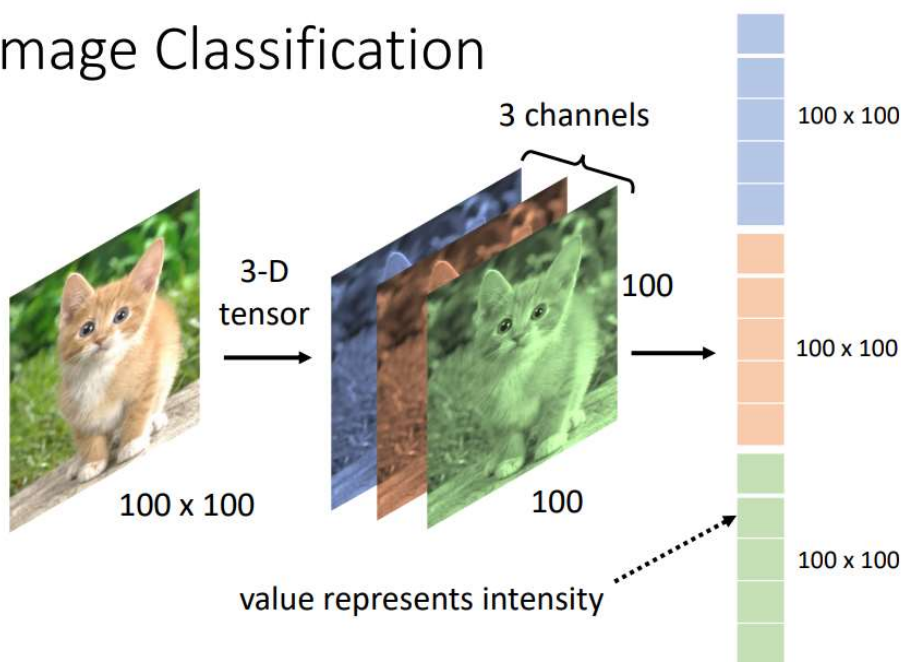 mage Classification
3 channels
100 x 100
3-D
tensor
100
100 x 100
100 x 100
100
value represents intensity
100 x 100